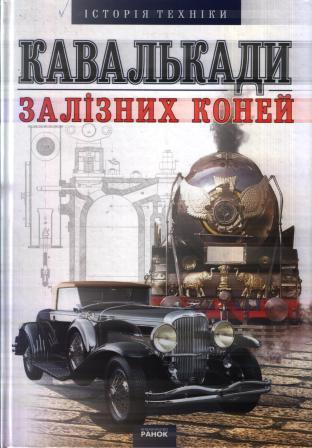 ІСТОРІЯ ТЕХНІКИ
КАВАЛЬКАДИ
ЗАЛІЗНИХ КОНЕЙ
РАНОК